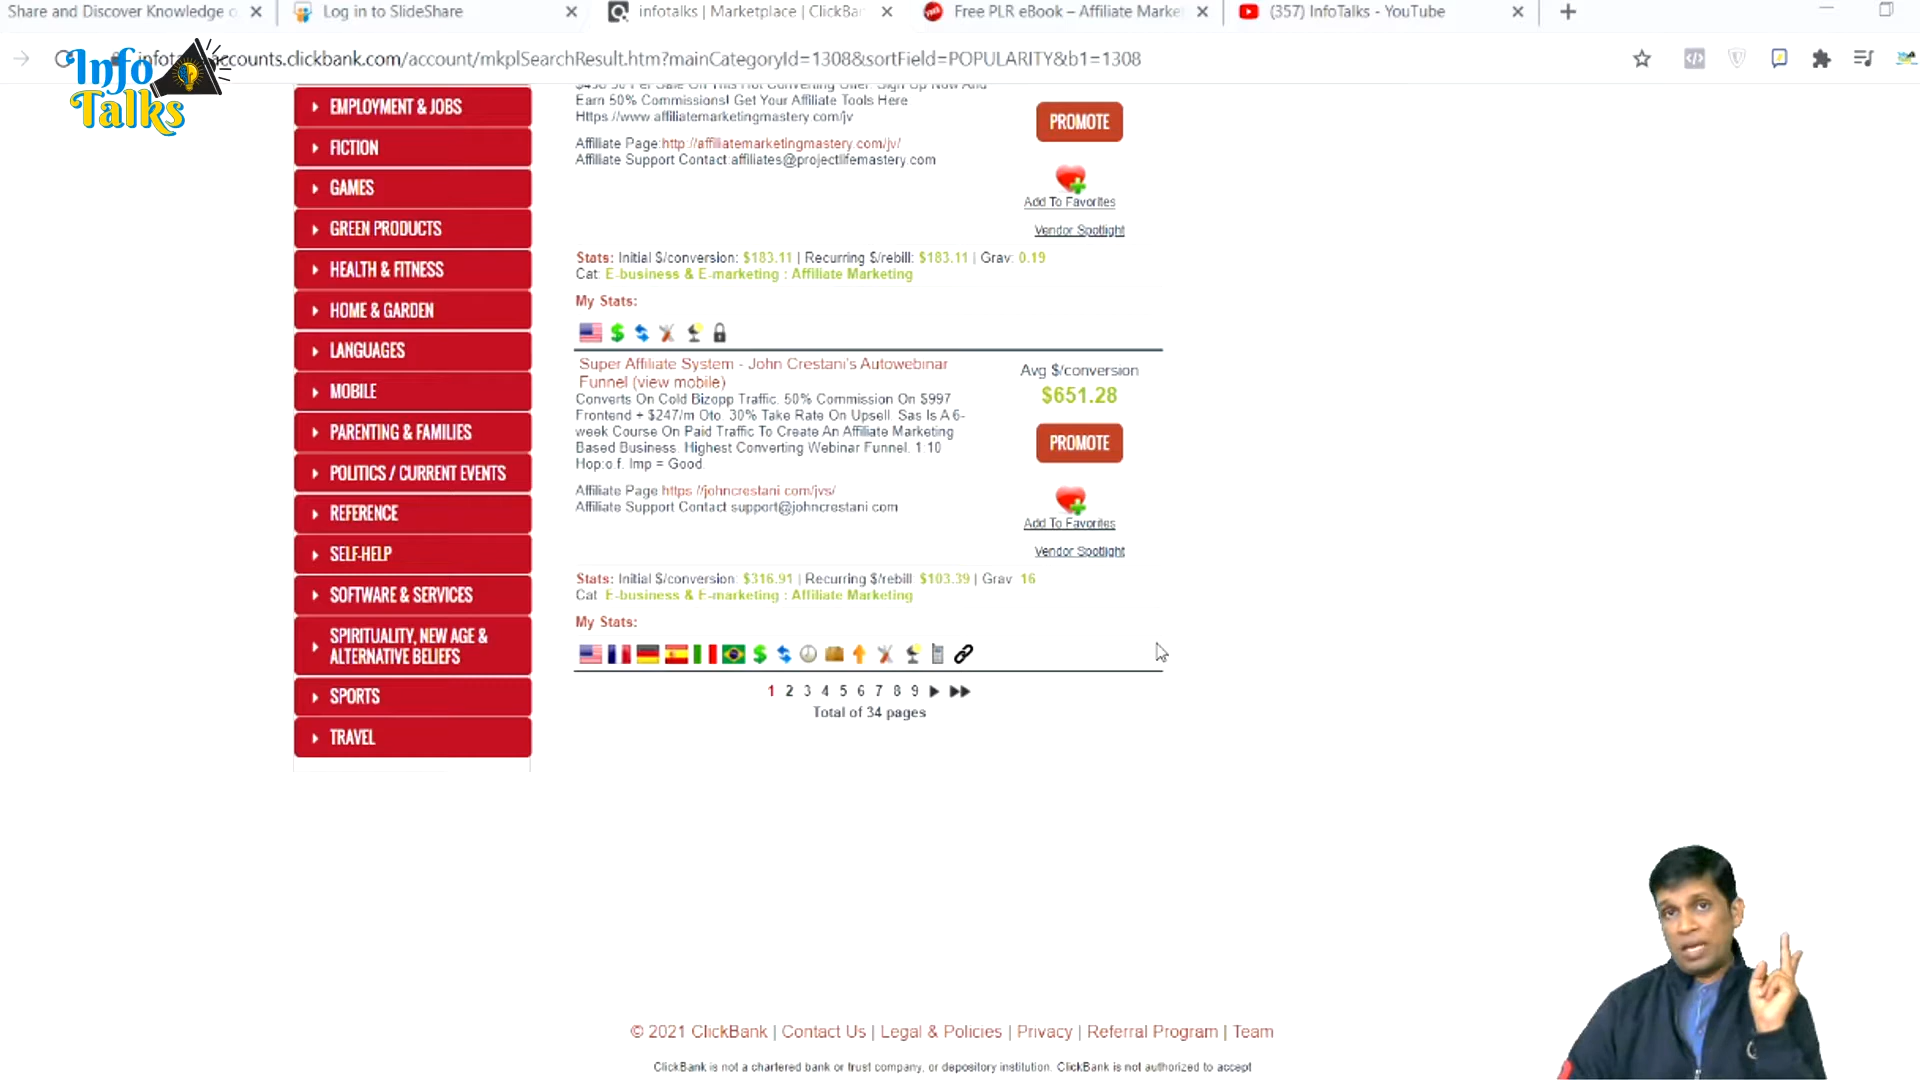 Share and Discover Knowledge o
Log in to SlideShare
infotalks | Marketplace | ClickBa
Free PLR eBook – Affiliate Marke
(357) InfoTalks - YouTube
Info
Talks
accounts.clickbank.com/account/mkplSearchResult.htm?mainCategoryId=1308&sortField=POPULARITY&b1=1308
EMPLOYMENT & JOBS
FICTION
GAMES
GREEN PRODUCTS
HEALTH & FITNESS
HOME & GARDEN
LANGUAGES
MOBILE
PARENTING & FAMILIES
POLITICS / CURRENT EVENTS
REFERENCE
SELF-HELP
SOFTWARE & SERVICES
SPIRITUALITY, NEW AGE &
ALTERNATIVE BELIEFS
SPORTS
TRAVEL
Per Sale On This Hot Converting Offer. Sign Up Now And
Earn 50% Commissions! Get Your Affiliate Tools Here
Https://www.affiliatemarketingmastery.com/jv
Affiliate Page:http://affiliatemarketingmastery.com/jv/
Affiliate Support Contact:affiliates@projectlifemastery.com
PROMOTE
Add To Favorites
Vendor Spotlight
Stats: Initial $/conversion: $183.11 | Recurring $/rebill: $183.11 | Grav: 0.19
Cat: E-business & E-marketing : Affiliate Marketing
My Stats:
Super Affiliate System - John Crestani's Autowebinar
Funnel (view mobile)
Converts On Cold Bizopp Traffic. 50% Commission On $997
Frontend + $247/m Oto. 30% Take Rate On Upsell. Sas Is A 6-
week Course On Paid Traffic To Create An Affiliate Marketing
Based Business. Highest Converting Webinar Funnel. 1:10
Hop:o.f. Imp = Good.
Affiliate Page https://johncrestani.com/jvs/
Affiliate Support Contact support@johncrestani.com
Avg $/conversion
$651.28
PROMOTE
Add To Favorites
Vendor Spotlight
Stats: Initial $/conversion: $316.91 | Recurring $/rebill: $103.39 | Grav: 16
Cat: E-business & E-marketing : Affiliate Marketing
My Stats:
1 2 3 4 5 6 7 8 9
Total of 34 pages
© 2021 ClickBank | Contact Us | Legal & Policies | Privacy | Referral Program | Team
ClickBank is not a chartered bank or trust company, or depository institution. ClickBank is not authorized to accept